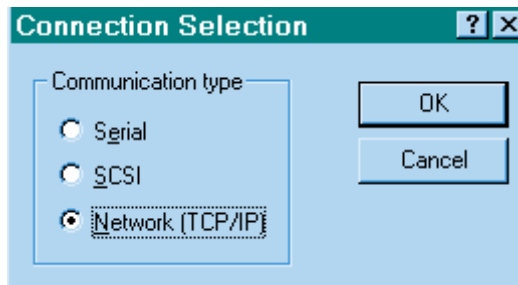 Connection Selection
Communication type
Serial
SCSI
Network (TCP/IP)
OK
Cancel